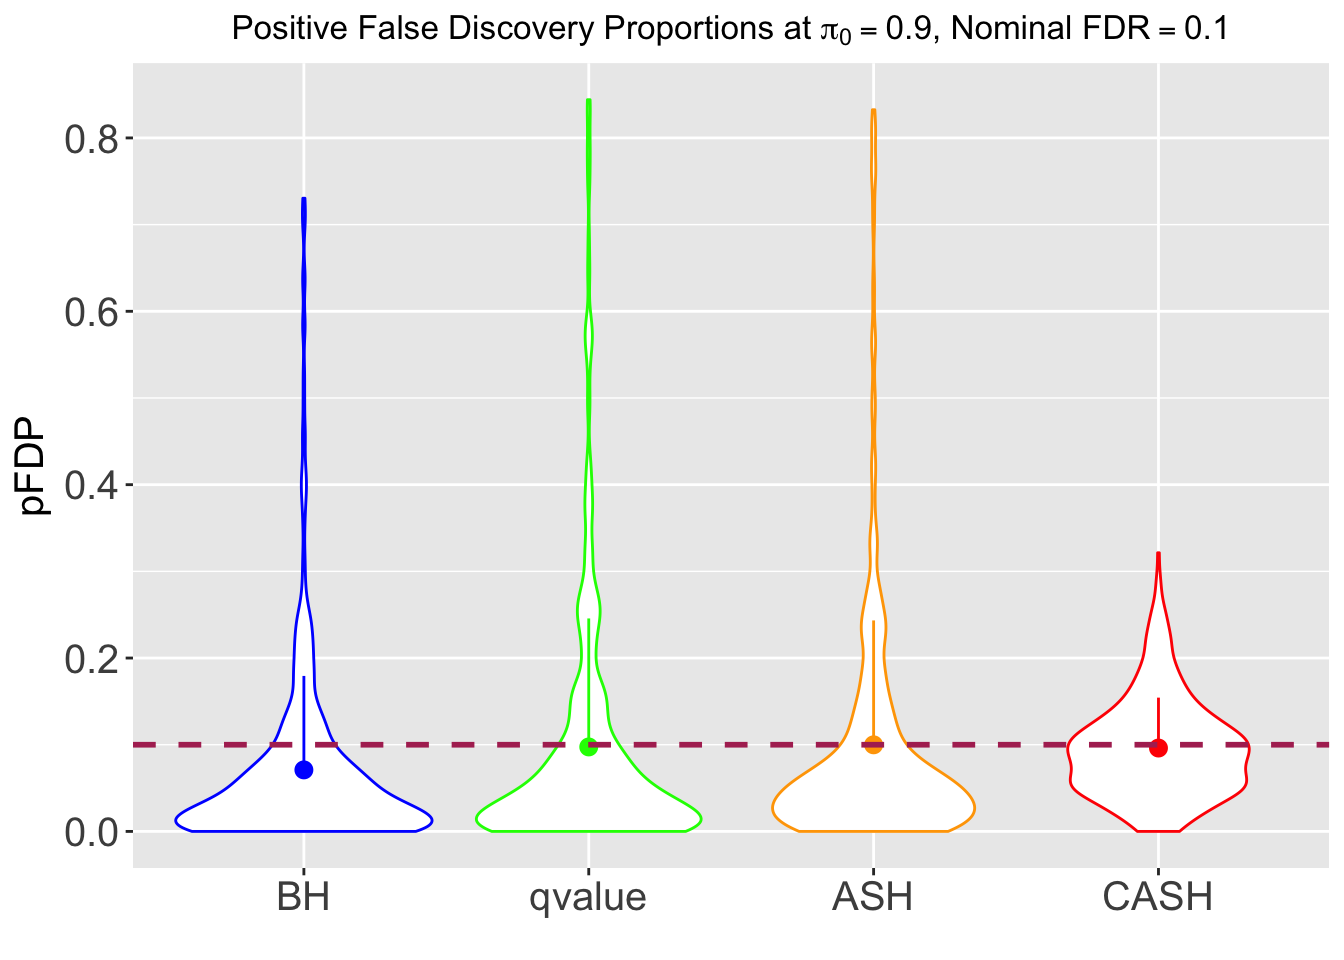 Positive False Discovery Proportions at π₀ = 0.9, Nominal FDR = 0.1
pFDP
0.8
0.6
0.4
0.2
0.0
BH
qvalue
ASH
CASH